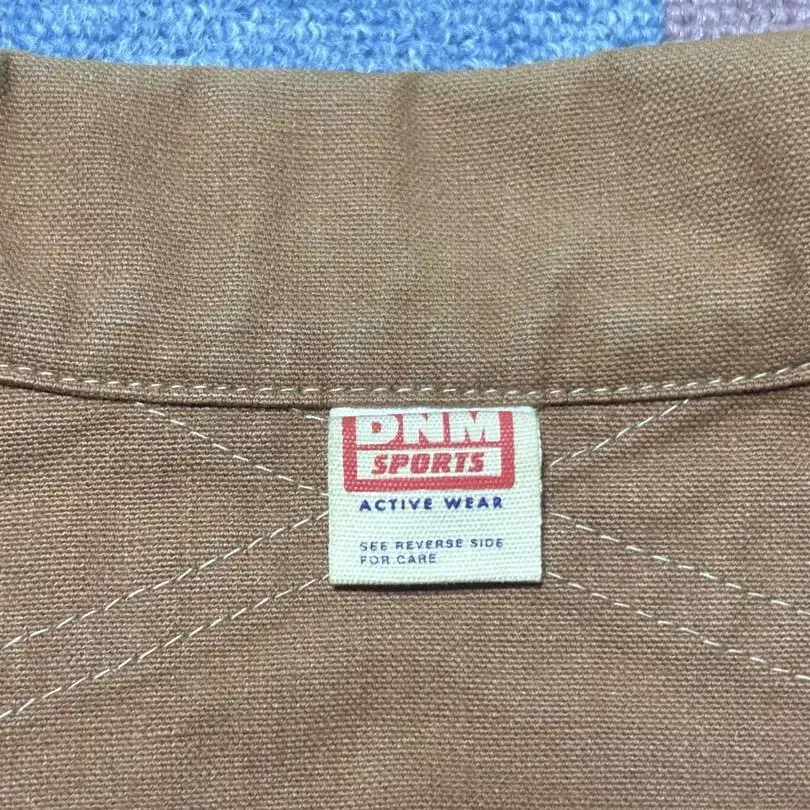 DNM
SPORTS
ACTIVE WEAR
SEE REVERSE SIDE
FOR CARE